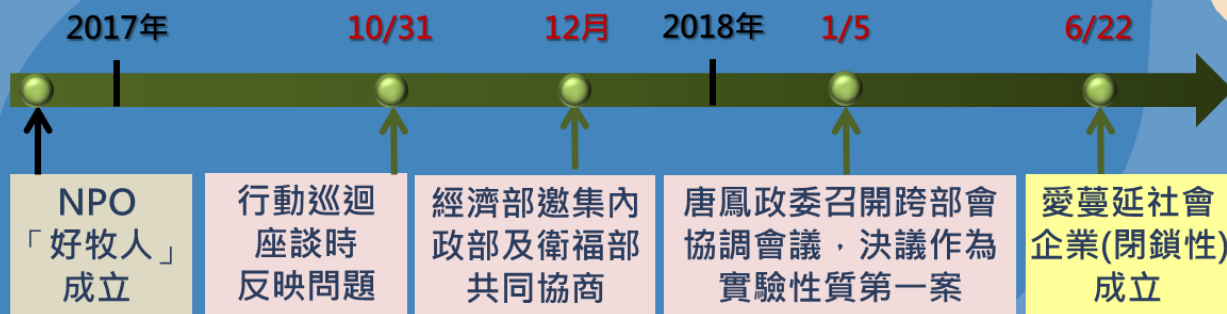 2017年
10/31
12月
2018年
1/5
6/22
NPO
「好牧人」
成立
行動巡迴
座談時
反映問題
經濟部邀集內
政部及衛福部
共同協商
唐鳳政委召開跨部會
協調會議，決議作為
實驗性質第一案
愛蔓延社會
企業(閉鎖性)
成立